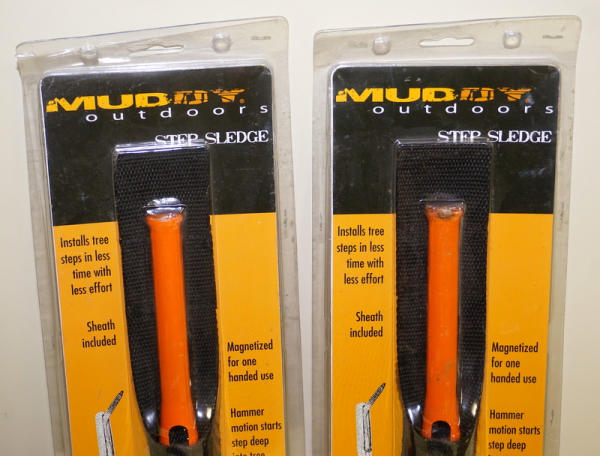 MUDDY
outdoors
STEP SLEDGE
Installs tree
steps in less
time with
less effort
Sheath
included
Magnetized
for one
handed use
Hammer
motion starts
step deep
into tree
MUDDY
outdoors
STEP SLEDGE
Installs tree
steps in less
time with
less effort
Sheath
included
Magnetized
for one
handed use
Hammer
motion starts
step deep